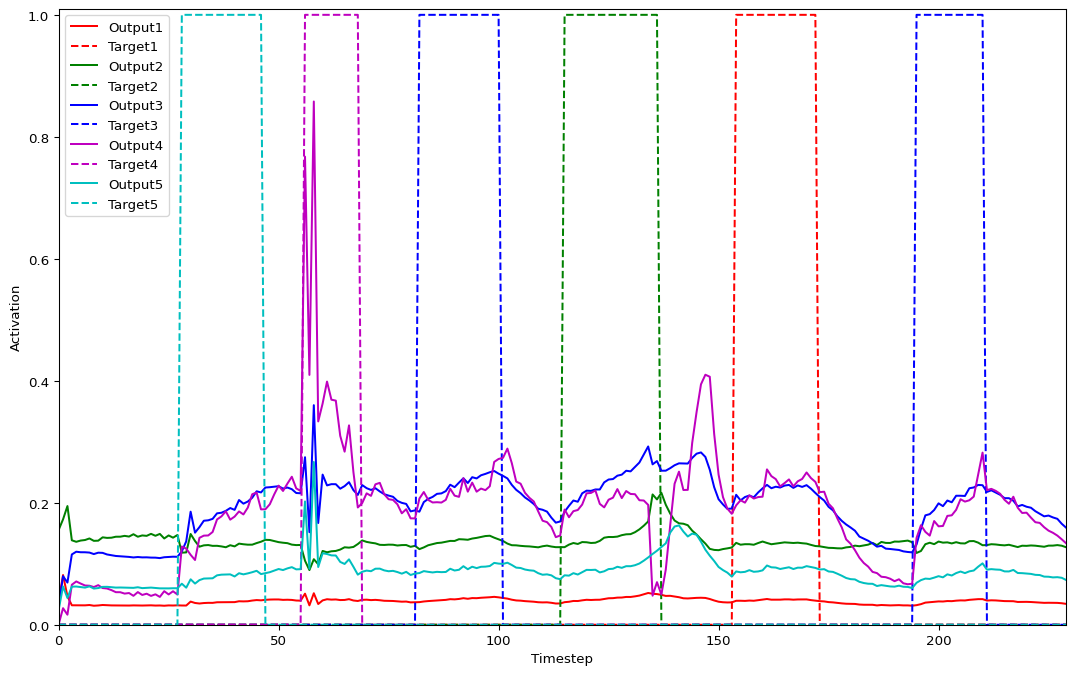 1.0
0.8
0.6
0.4
0.2
0.0
Activation
Output1
Target1
Output2
Target2
Output3
Target3
Output4
Target4
Output5
Target5
0
50
100
150
200
Timestep